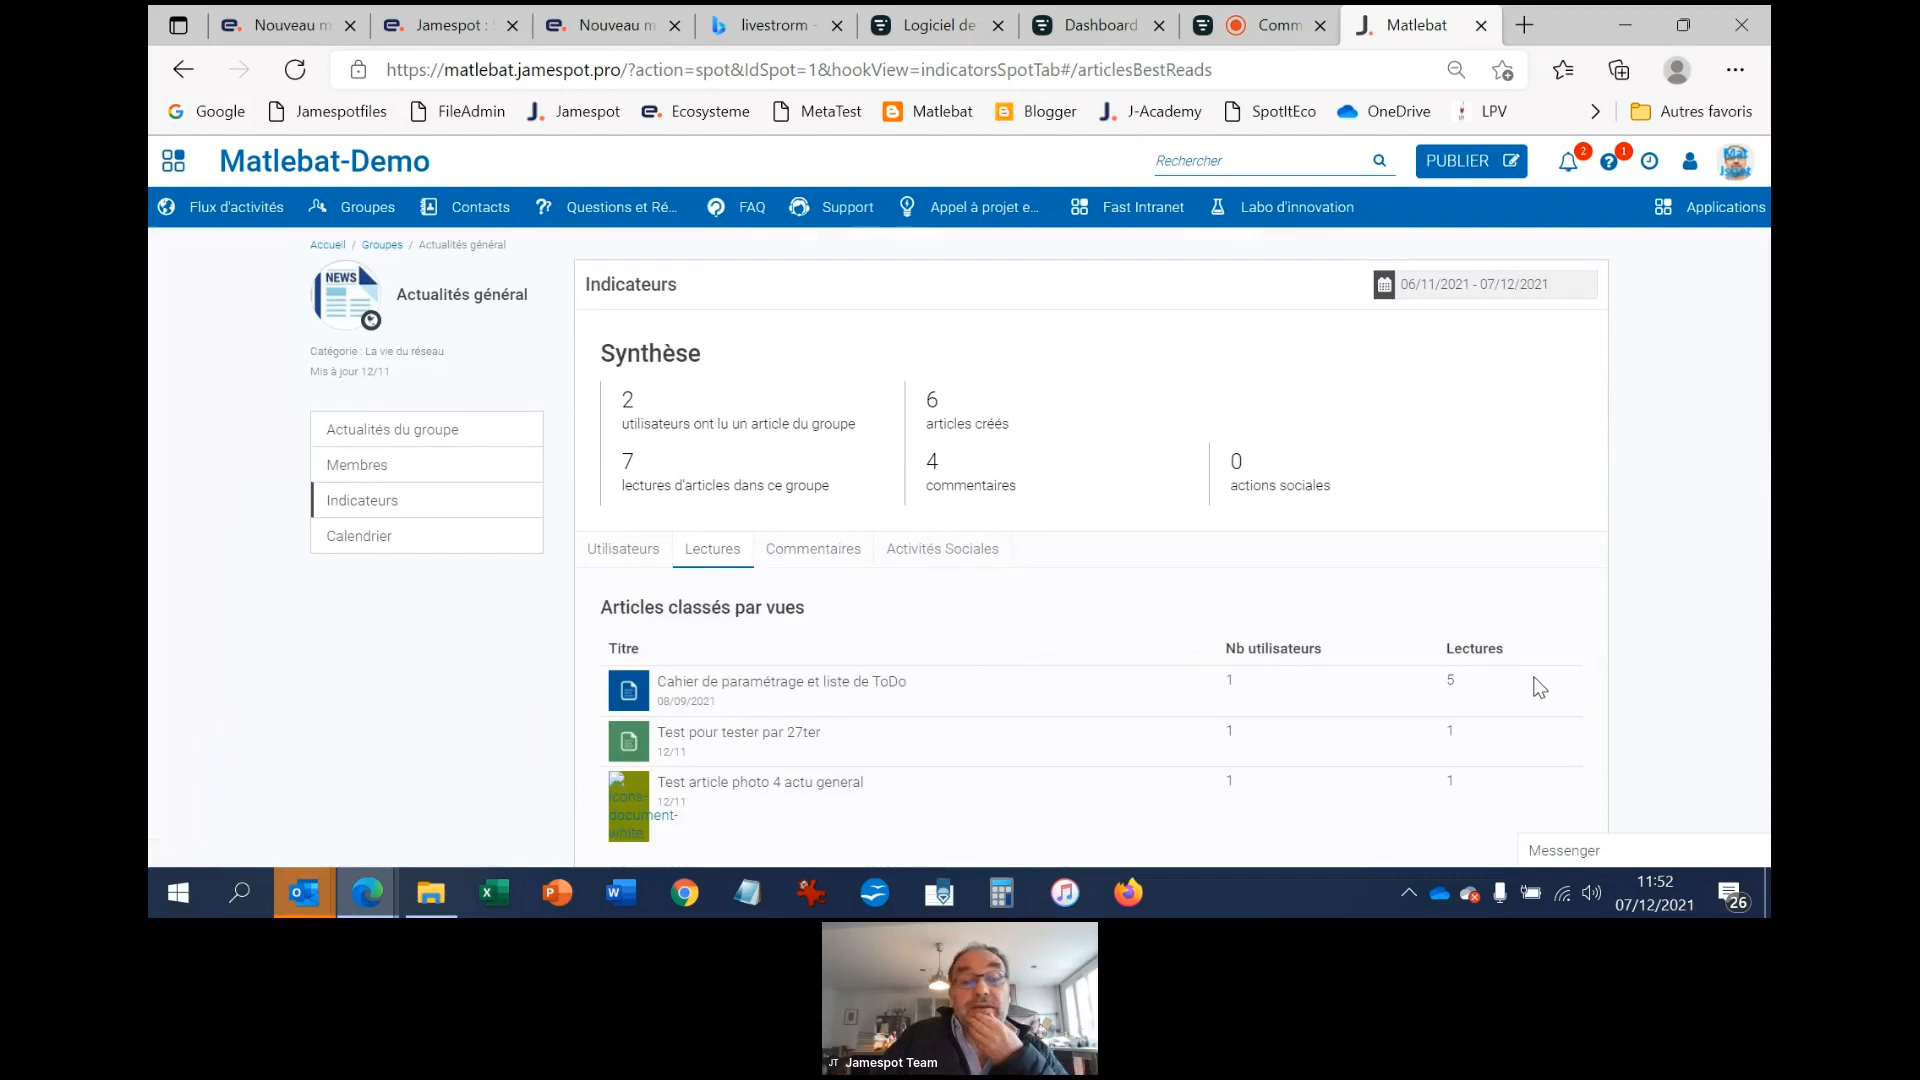 Nouveau m
Jamespot :
Nouveau m
livestrorm -
Logiciel de
Dashboard
Comm
Matlebat
https://matlebat.jamespot.pro/?action=spot&IdSpot=1&hookView=indicatorsSpotTab#/articlesBestReads
Google
Jamespotfiles
FileAdmin
Jamespot
Ecosysteme
MetaTest
Matlebat
Blogger
J-Academy
SpotItEco
OneDrive
LPV
Autres favoris
Matlebat-Demo
Rechercher
PUBLIER
2
1
Flux d'activités
Groupes
Contacts
Questions et Ré...
FAQ
Support
Appel à projet e...
Fast Intranet
Labo d'innovation
Applications
Accueil / Groupes / Actualités général
NEWS
Actualités général
Catégorie : La vie du réseau
Mis à jour 12/11
Actualités du groupe
Membres
Indicateurs
Calendrier
Indicateurs
06/11/2021 - 07/12/2021
Synthèse
2
utilisateurs ont lu un article du groupe
6
articles créés
7
lectures d'articles dans ce groupe
4
commentaires
0
actions sociales
Utilisateurs
Lectures
Commentaires
Activités Sociales
Articles classés par vues
Titre Nb utilisateurs Lectures
Cahier de paramétrage et liste de ToDo 1 5
08/09/2021
Test pour tester par 27ter 1 1
12/11
Test article photo 4 actu general 1 1
12/11
icons-
document-
white
Messenger
11:52
07/12/2021
26
JT Jamespot Team